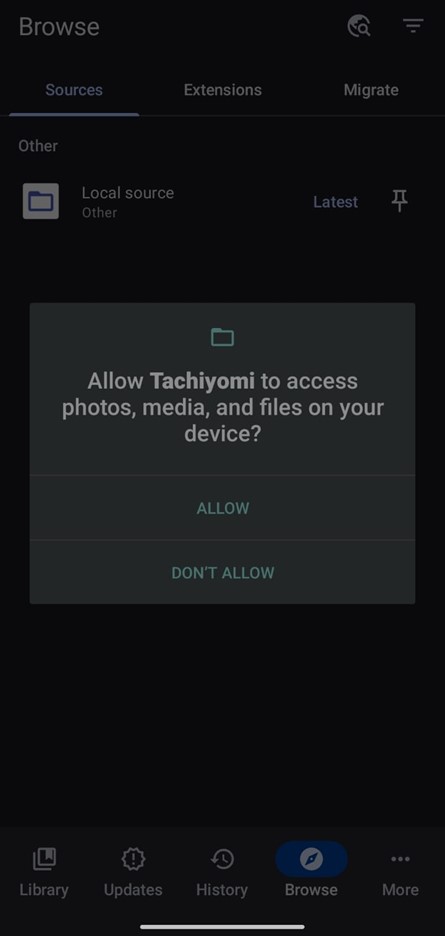 Browse
Sources Extensions Migrate
Other
Local source
Other
Latest
Allow Tachiyomi to access
photos, media, and files on your
device?
ALLOW
DON'T ALLOW
Library Updates History Browse More